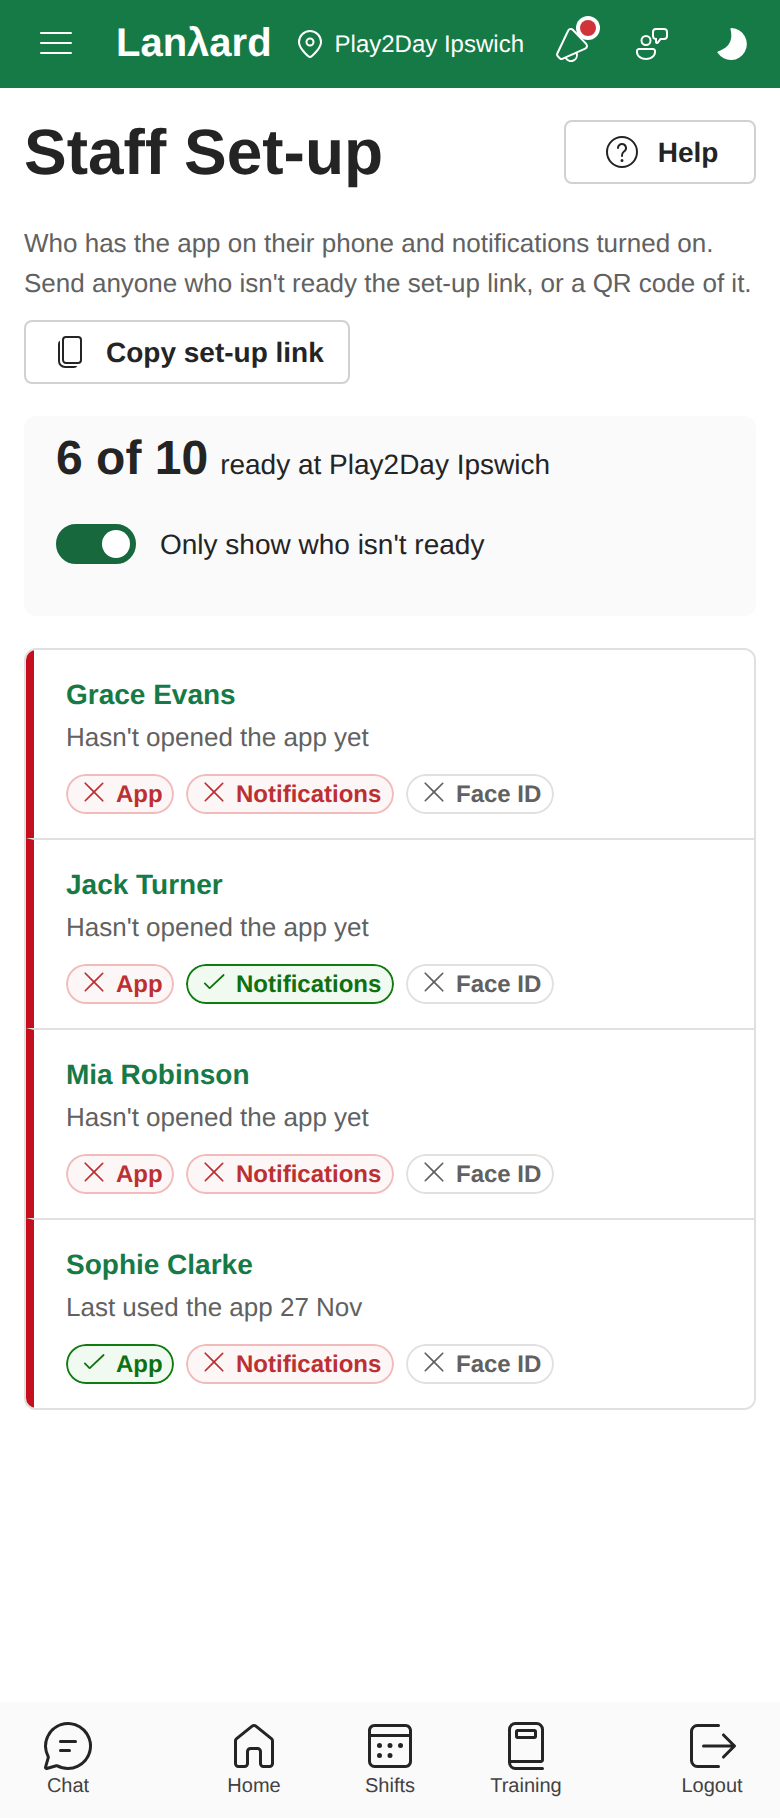 Lanλard
Play2Day Ipswich
Staff Set-up
Help
Who has the app on their phone and notifications turned on.
Send anyone who isn't ready the set-up link, or a QR code of it.
Copy set-up link
6 of 10 ready at Play2Day Ipswich
Only show who isn't ready
Grace Evans
Hasn't opened the app yet
App Notifications Face ID
Jack Turner
Hasn't opened the app yet
App Notifications Face ID
Mia Robinson
Hasn't opened the app yet
App Notifications Face ID
Sophie Clarke
Last used the app 27 Nov
App Notifications Face ID
Chat Home Shifts Training Logout